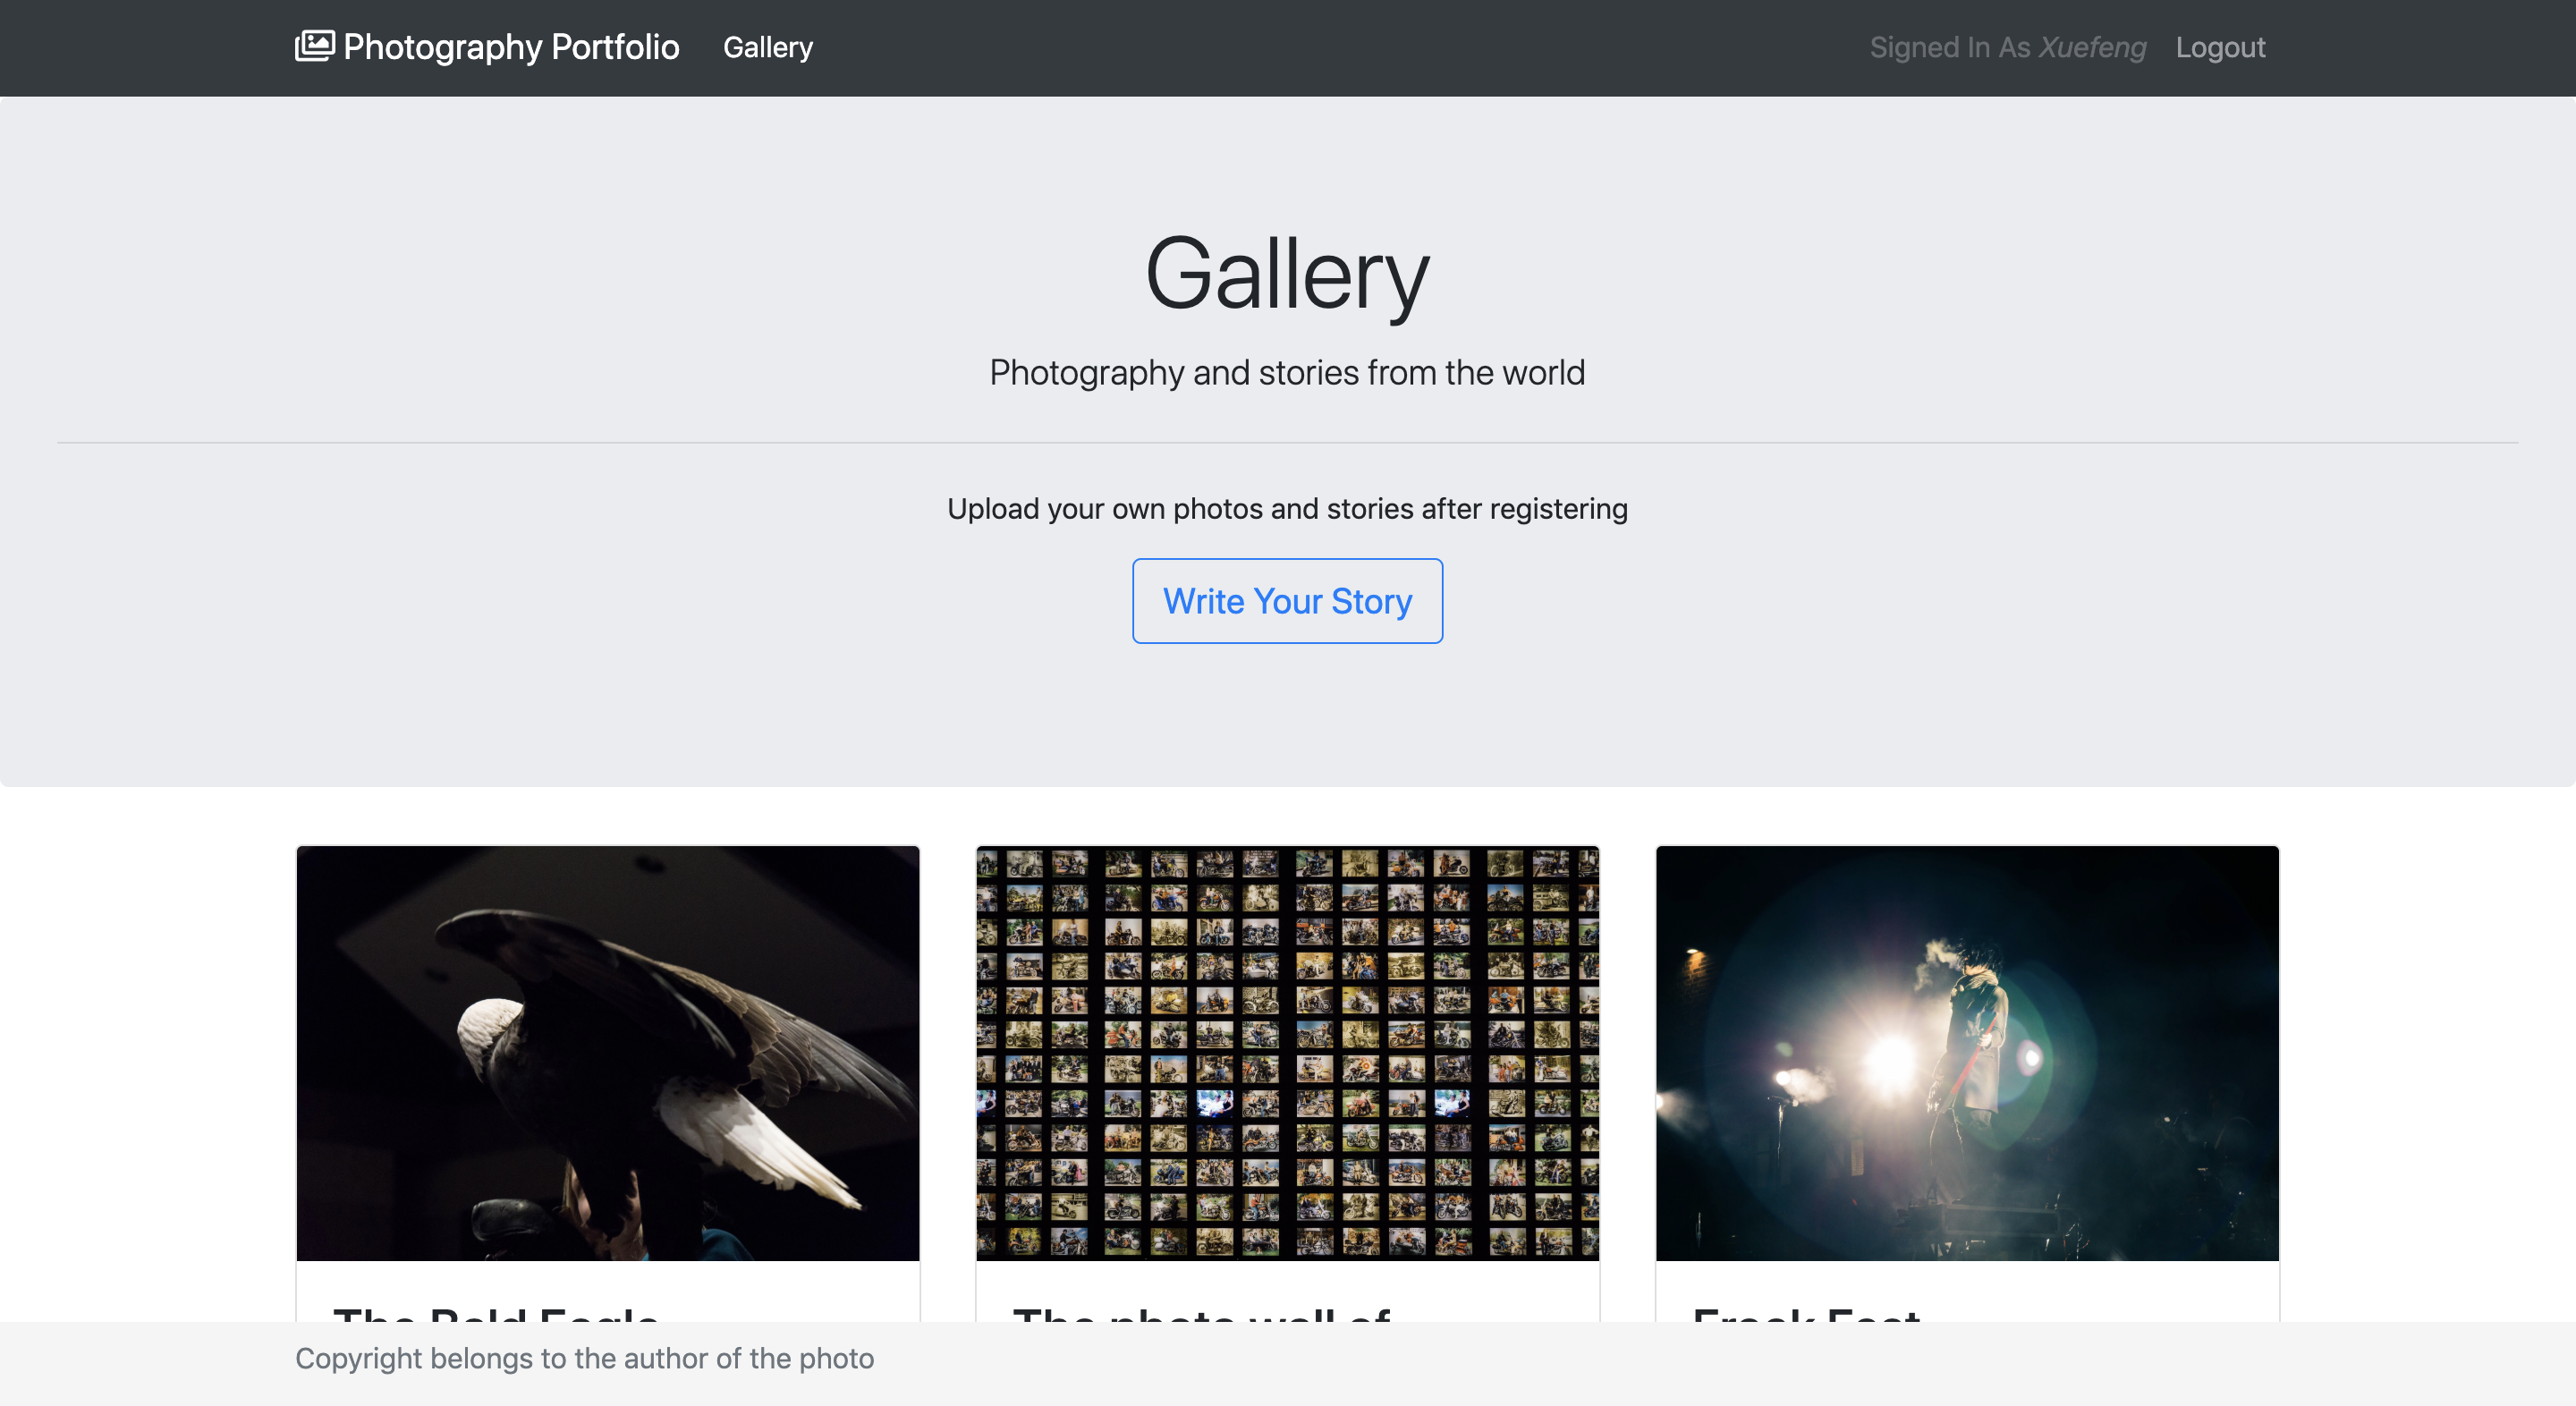 Photography Portfolio Gallery Signed In As Xuefeng Logout
Gallery
Photography and stories from the world
Upload your own photos and stories after registering
Write Your Story
The Bald Eagle
The photo wall of
Freak Fest
Copyright belongs to the author of the photo